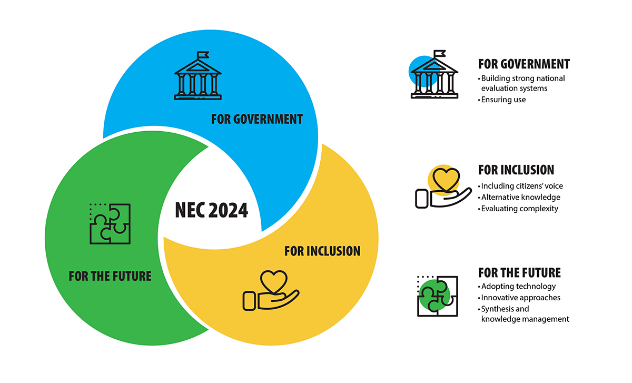 FOR GOVERNMENT
NEC 2024
FOR INCLUSION
FOR THE FUTURE
FOR GOVERNMENT
• Building strong national
evaluation systems
• Ensuring use
FOR INCLUSION
• Including citizens' voice
• Alternative knowledge
• Evaluating complexity
FOR THE FUTURE
• Adopting technology
• Innovative approaches
• Synthesis and
knowledge management